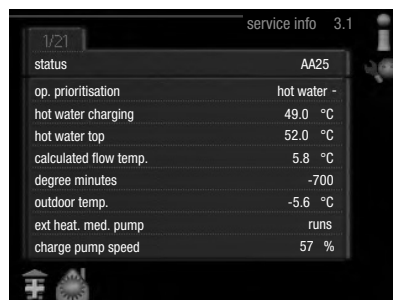 service info 3.1
1/21
status AA25
op. prioritisation hot water -
hot water charging 49.0 °C
hot water top 52.0 °C
calculated flow temp. 5.8 °C
degree minutes -700
outdoor temp. -5.6 °C
ext heat. med. pump runs
charge pump speed 57 %